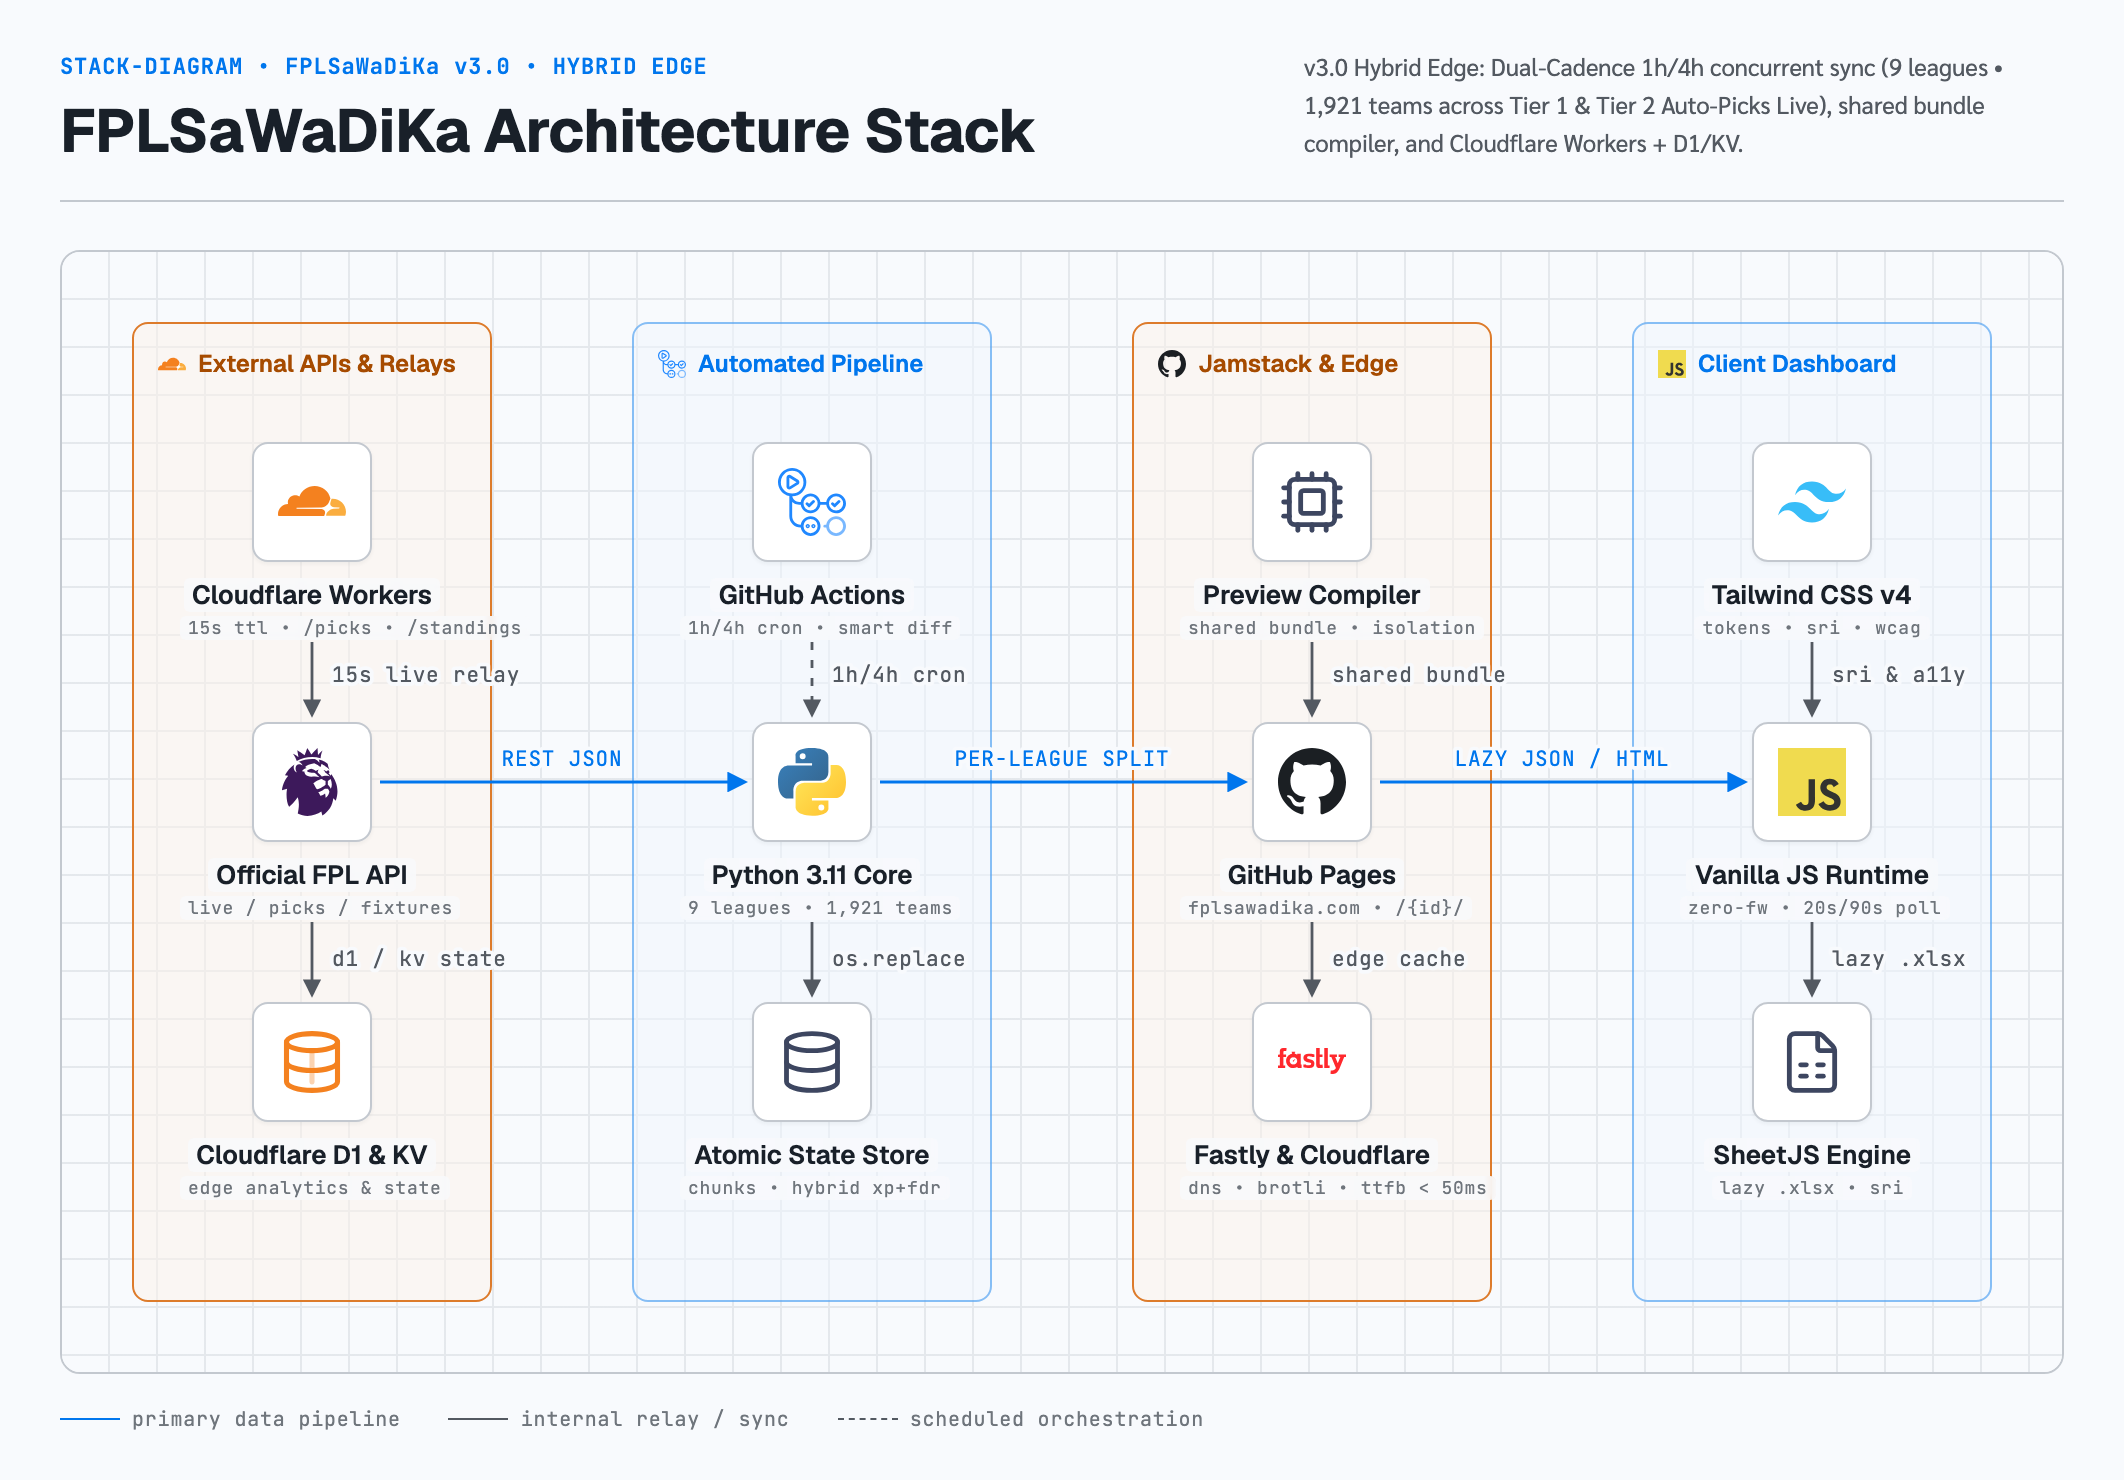 STACK-DIAGRAM • FPLSaWaDiKa v3.0 • HYBRID EDGE
FPLSaWaDiKa Architecture Stack
v3.0 Hybrid Edge: Dual-Cadence 1h/4h concurrent sync (9 leagues •
1,921 teams across Tier 1 & Tier 2 Auto-Picks Live), shared bundle
compiler, and Cloudflare Workers + D1/KV.
External APIs & Relays
Cloudflare Workers
15s ttl • /picks • /standings
15s live relay
Official FPL API
live / picks / fixtures
d1 / kv state
Cloudflare D1 & KV
edge analytics & state
REST JSON
Automated Pipeline
GitHub Actions
1h/4h cron • smart diff
1h/4h cron
Python 3.11 Core
9 leagues • 1,921 teams
os.replace
Atomic State Store
chunks • hybrid xp+fdr
PER-LEAGUE SPLIT
Jamstack & Edge
Preview Compiler
shared bundle • isolation
shared bundle
GitHub Pages
fplsawadika.com • /{id}/
edge cache
fastly
Fastly & Cloudflare
dns • brotli • ttfb < 50ms
LAZY JSON / HTML
JS
Client Dashboard
Tailwind CSS v4
tokens • sri • wcag
sri & a11y
JS
Vanilla JS Runtime
zero-fw • 20s/90s poll
lazy .xlsx
SheetJS Engine
lazy .xlsx • sri
primary data pipeline
internal relay / sync
scheduled orchestration